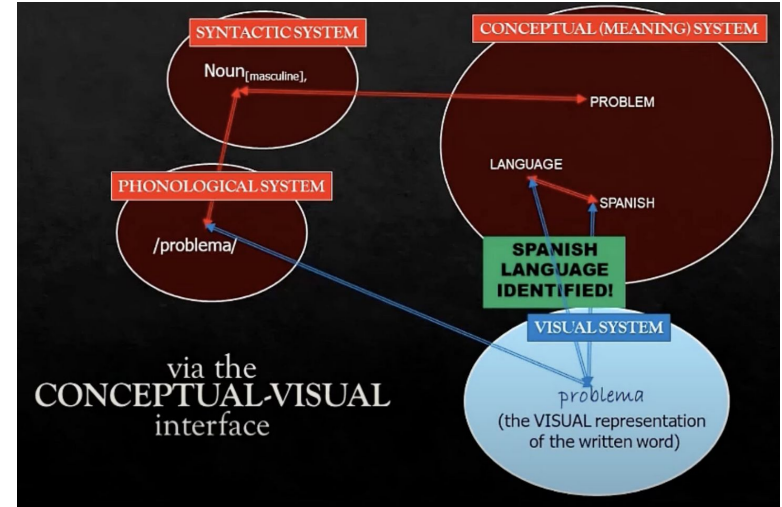 SYNTACTIC SYSTEM
Noun[masculine],
CONCEPTUAL (MEANING) SYSTEM
PROBLEM
LANGUAGE
SPANISH
PHONOLOGICAL SYSTEM
/problema/
SPANISH
LANGUAGE
IDENTIFIED!
VISUAL SYSTEM
problema
(the VISUAL representation
of the written word)
via the
CONCEPTUAL-VISUAL
interface